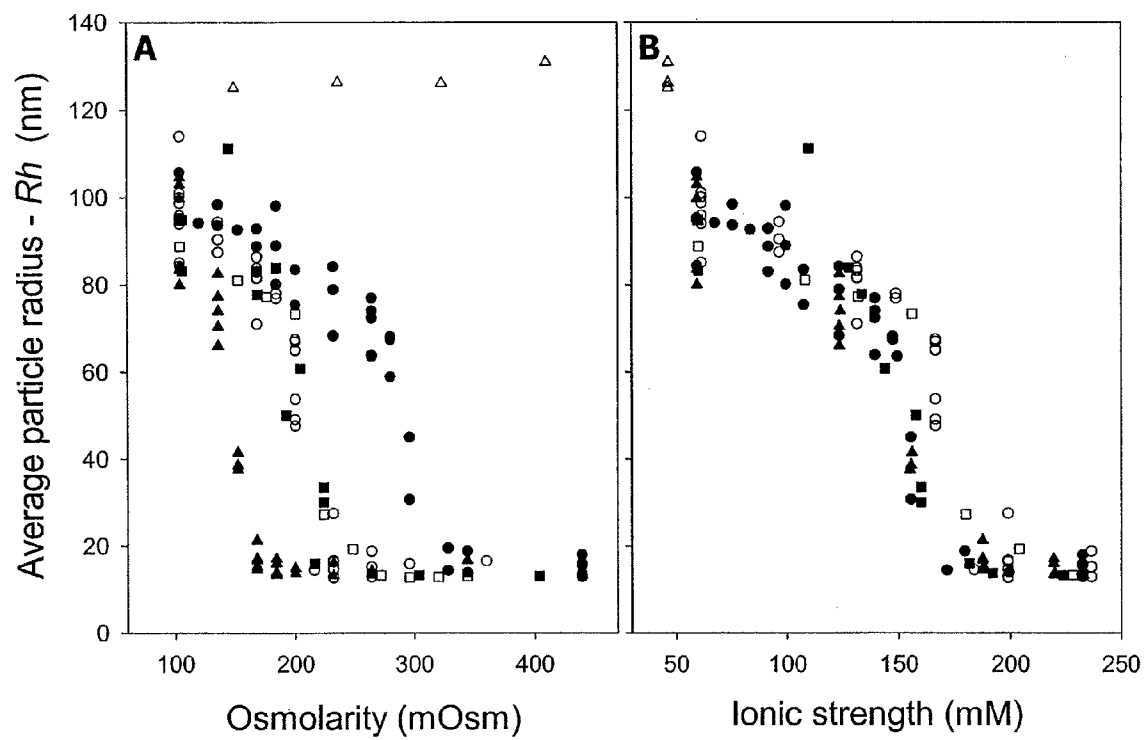 A
B
Average particle radius - Rh (nm)
140
120
100
80
60
40
20
0
100 200 300 400
50 100 150 200 250
Osmolarity (mOsm)
Ionic strength (mM)